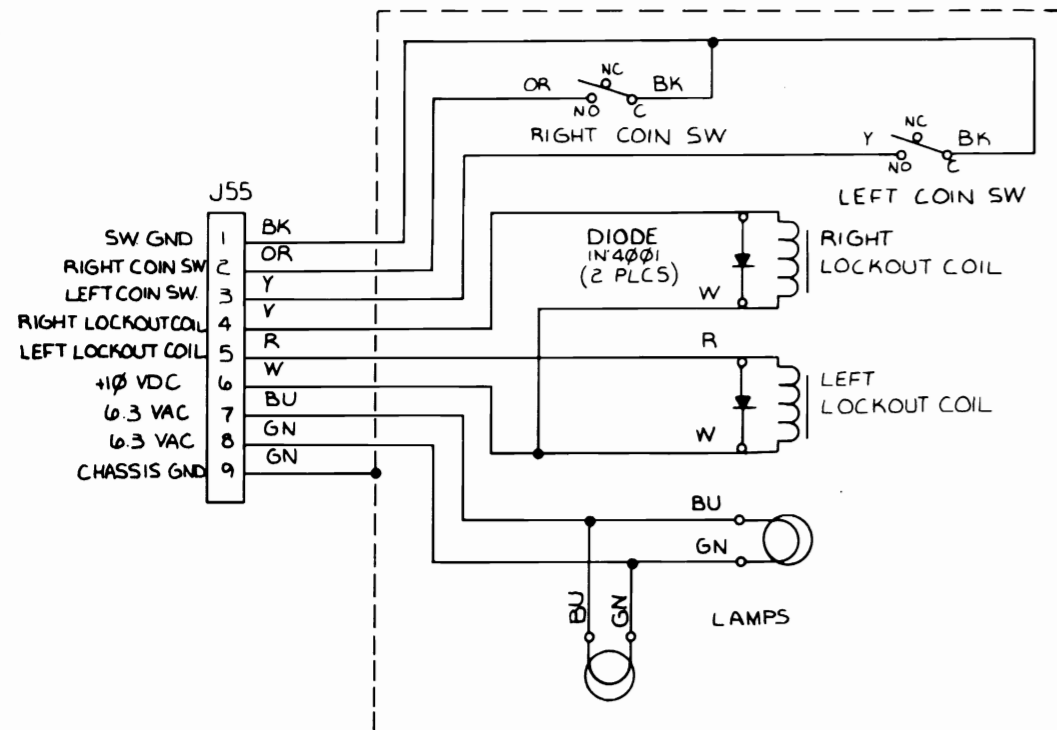 NC
OR
BK
NO
C
RIGHT COIN SW
NC
Y
BK
NO
C
LEFT COIN SW
J55
SW. GND 1 BK
RIGHT COIN SW 2 OR
LEFT COIN SW. 3 Y
RIGHT LOCKOUT COIL 4 V
LEFT LOCKOUT COIL 5 R
+1Ø VDC 6 W
6.3 VAC 7 BU
6.3 VAC 8 GN
CHASSIS GND 9 GN
DIODE
IN4ØØ1
(2 PLCS)
W
RIGHT
LOCKOUT COIL
R
W
LEFT
LOCKOUT COIL
BU
GN
BU
GN
LAMPS